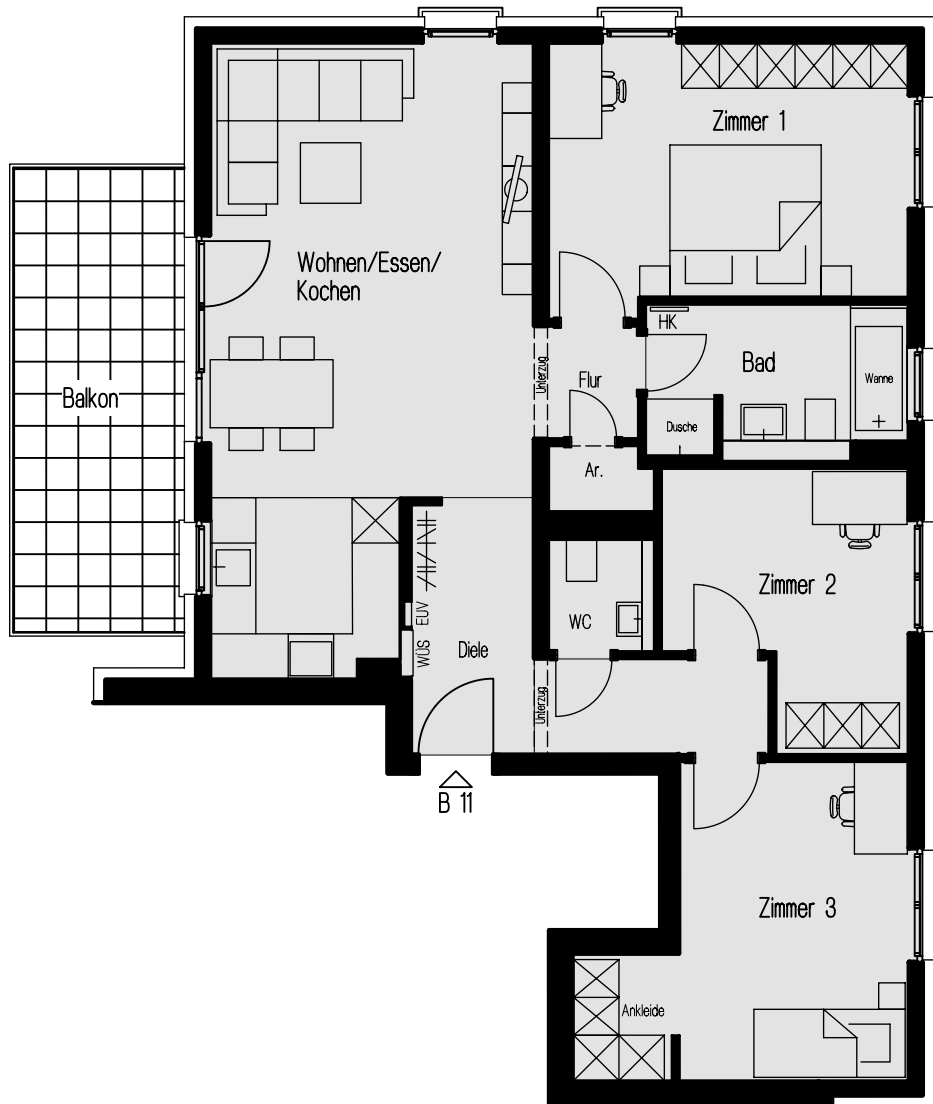 Zimmer 1
Wohnen/Essen/
Kochen
HK
Bad
Unterzug
Flur
Wanne
Balkon
Dusche
Ar.
Zimmer 2
EUV
WC
WÜS
Diele
Unterzug
B 11
Zimmer 3
Ankleide